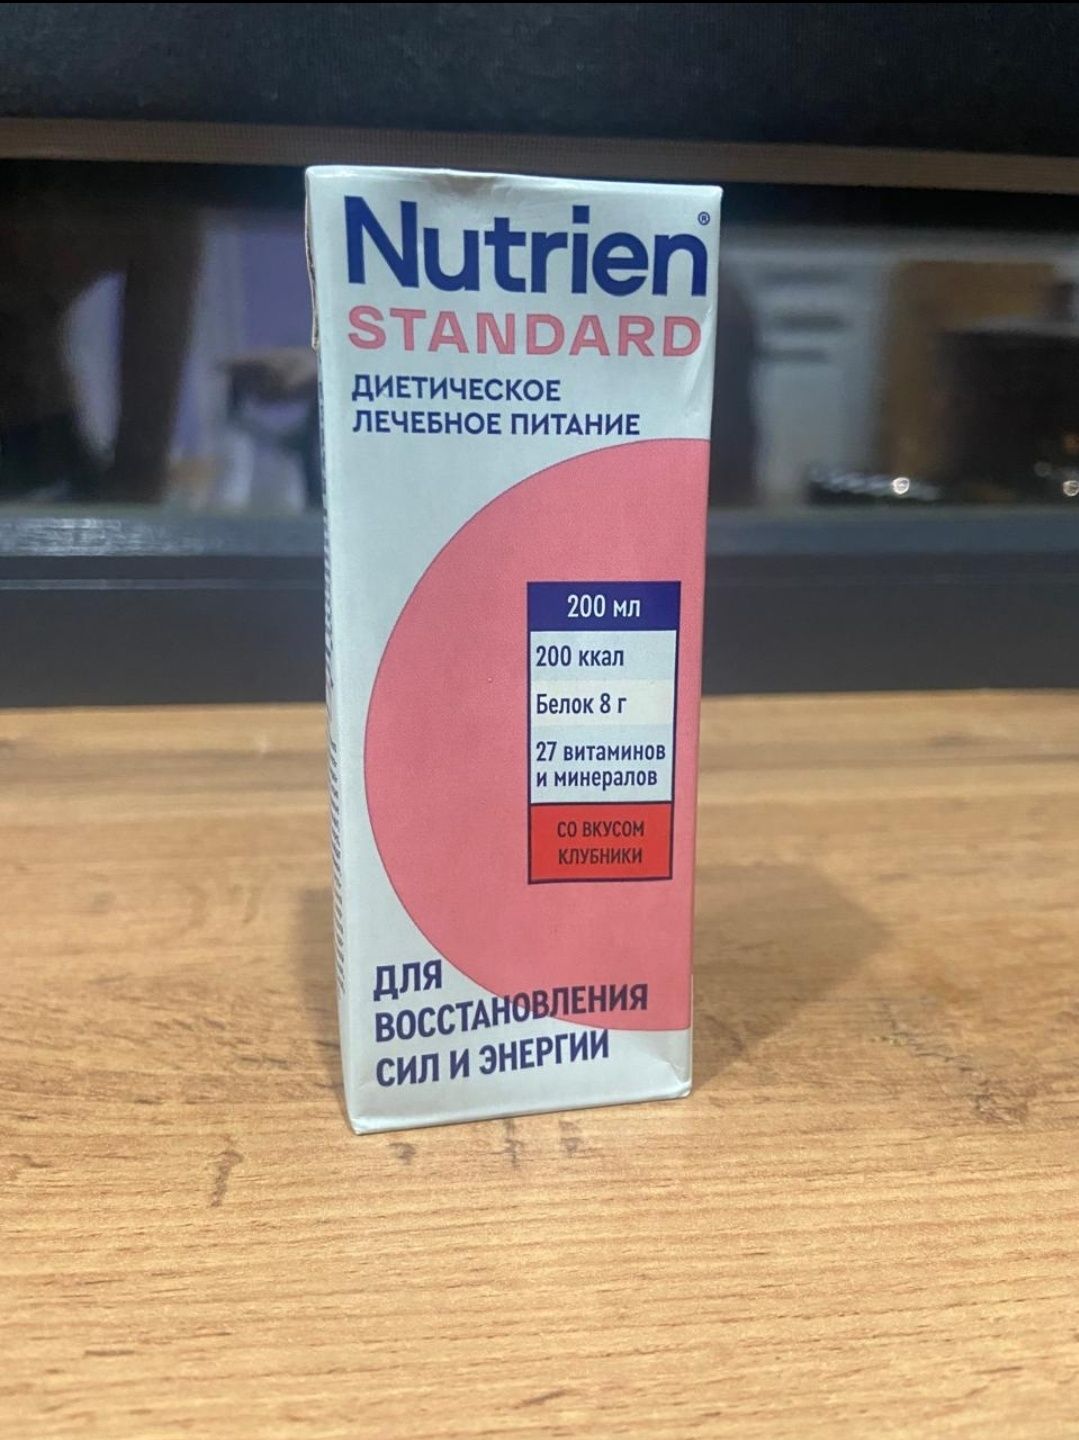 Nutrien®
STANDARD
ДИЕТИЧЕСКОЕ
ЛЕЧЕБНОЕ ПИТАНИЕ
200 мл
200 ккал
Белок 8 г
27 витаминов
и минералов
СО ВКУСОМ
КЛУБНИКИ
ДЛЯ
ВОССТАНОВЛЕНИЯ
СИЛ И ЭНЕРГИИ